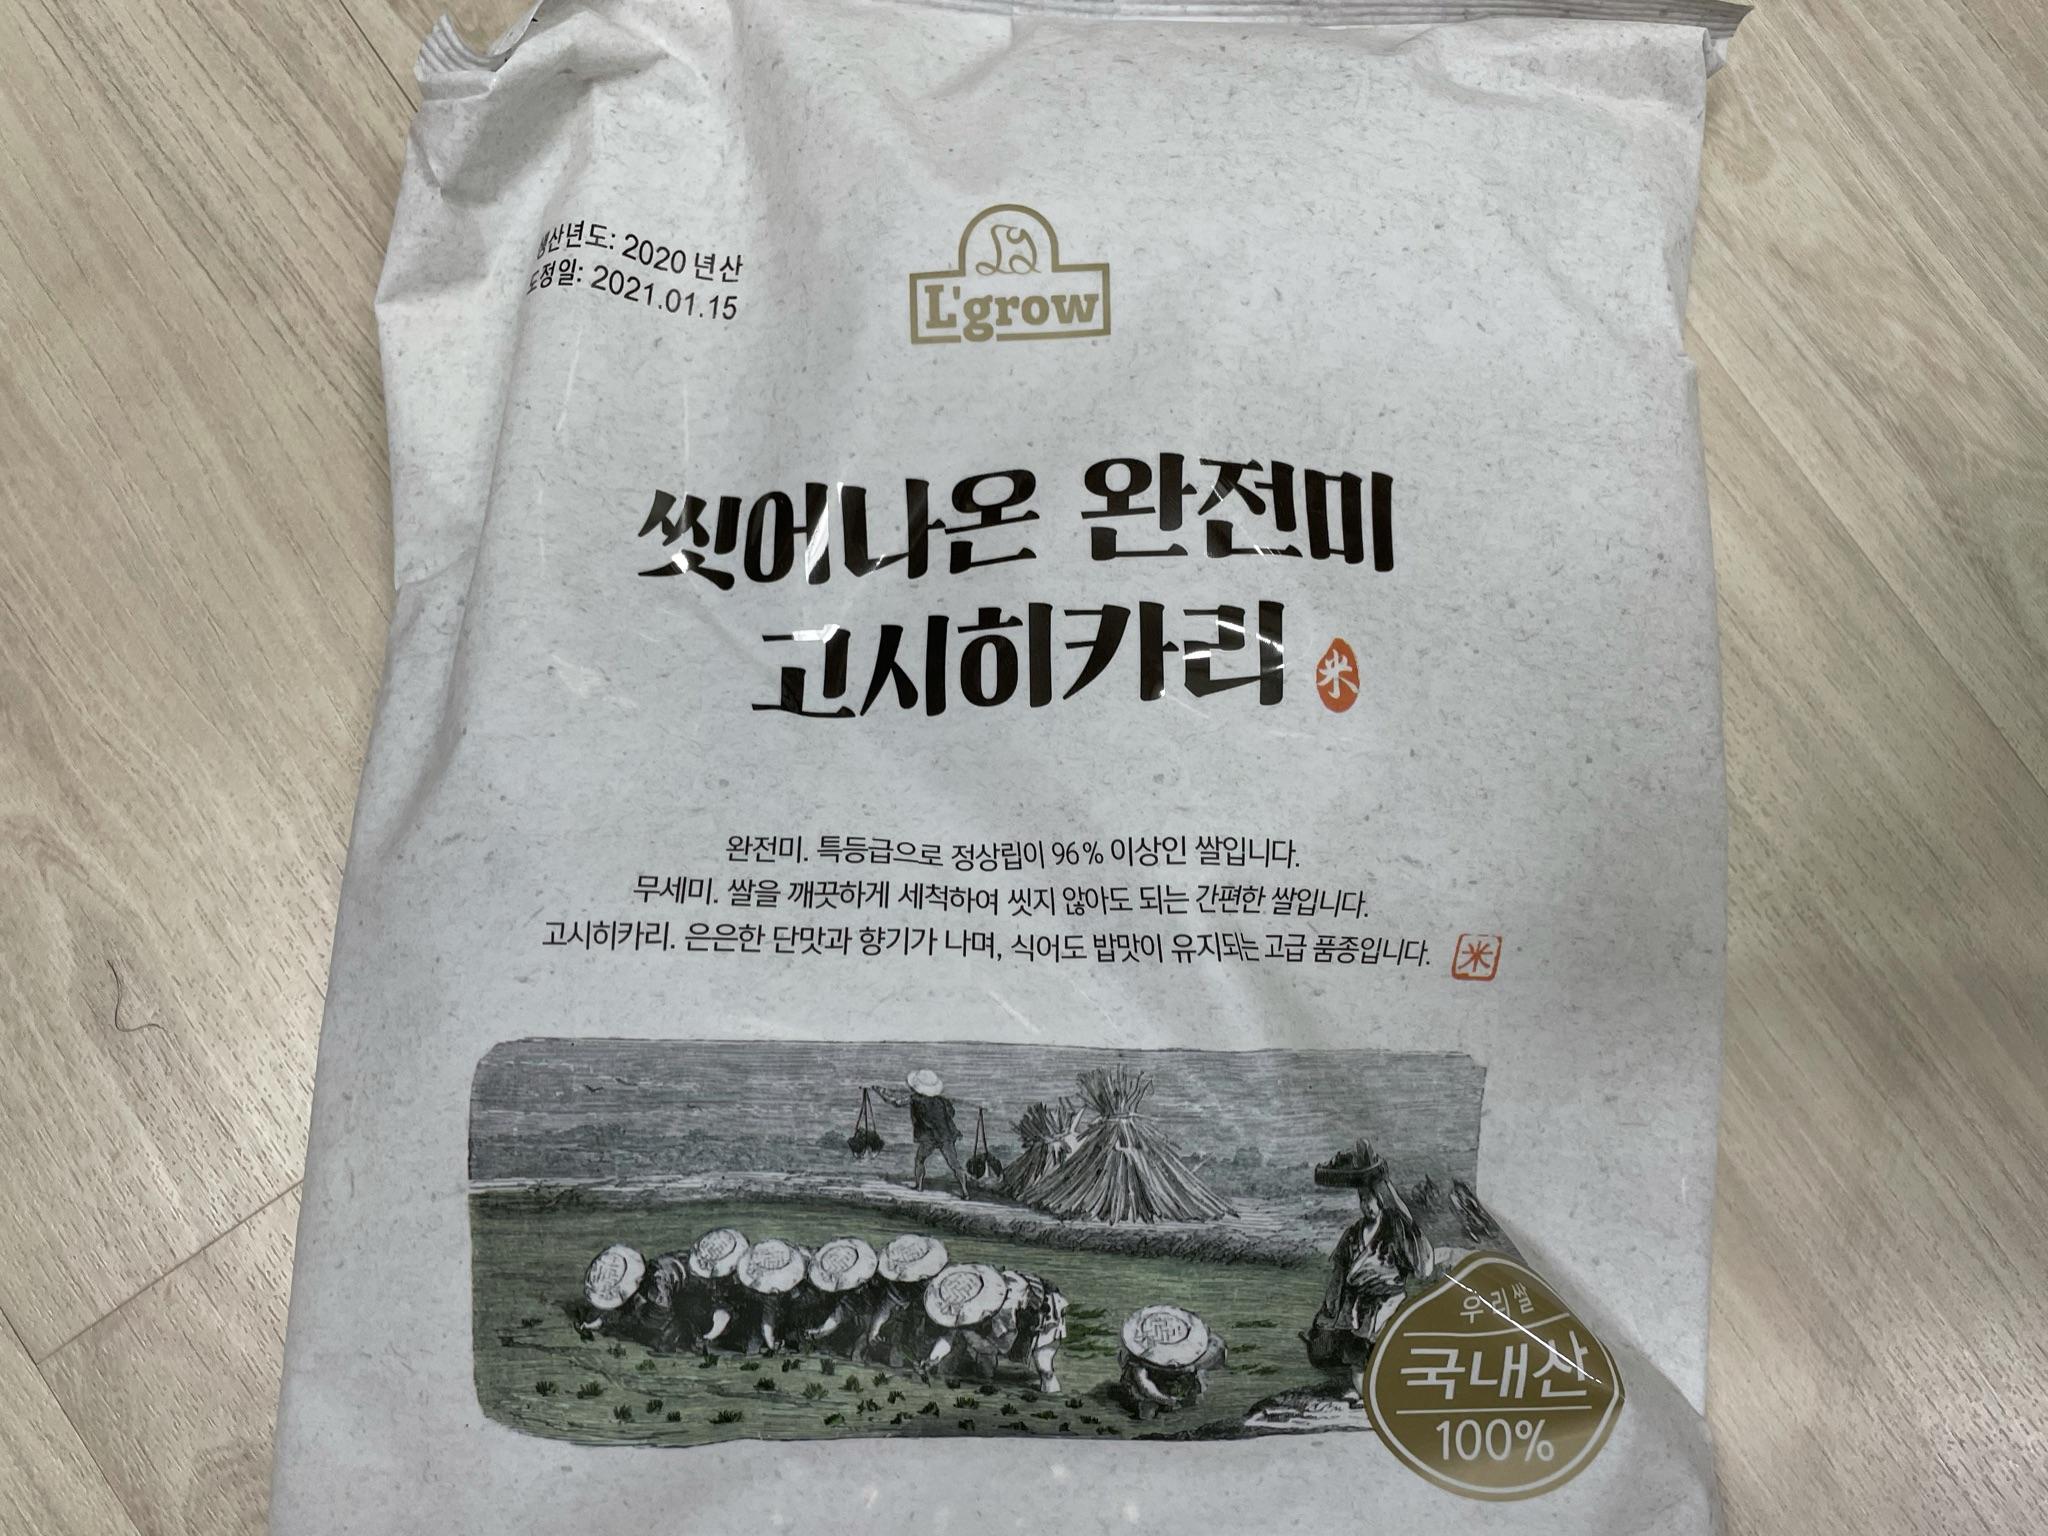 생산년도: 2020 년산
도정일: 2021.01.15
L'grow
씻어나온 완전미
고시히카리
米
완전미. 특등급으로 정상립이 96% 이상인 쌀입니다.
무세미. 쌀을 깨끗하게 세척하여 씻지 않아도 되는 간편한 쌀입니다.
고시히카리. 은은한 단맛과 향기가 나며, 식어도 밥맛이 유지되는 고급 품종입니다.
米
우리쌀
국내산
100%